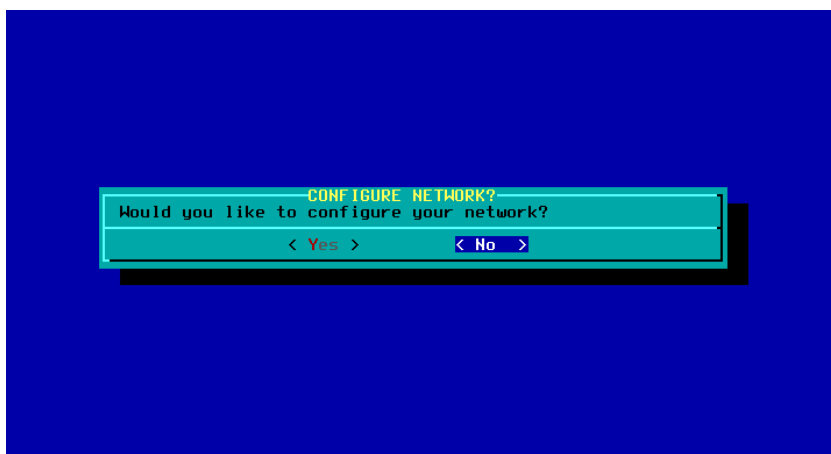 CONFIGURE NETWORK?
Would you like to configure your network?
< Yes > < No >